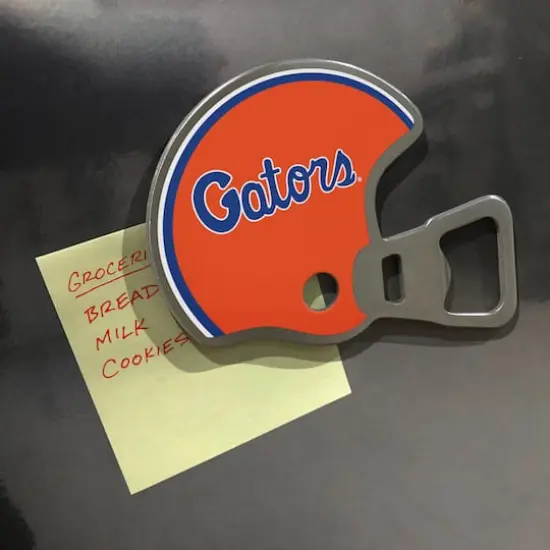 Gators
GROCERI
BREAD
MILK
COOKIES